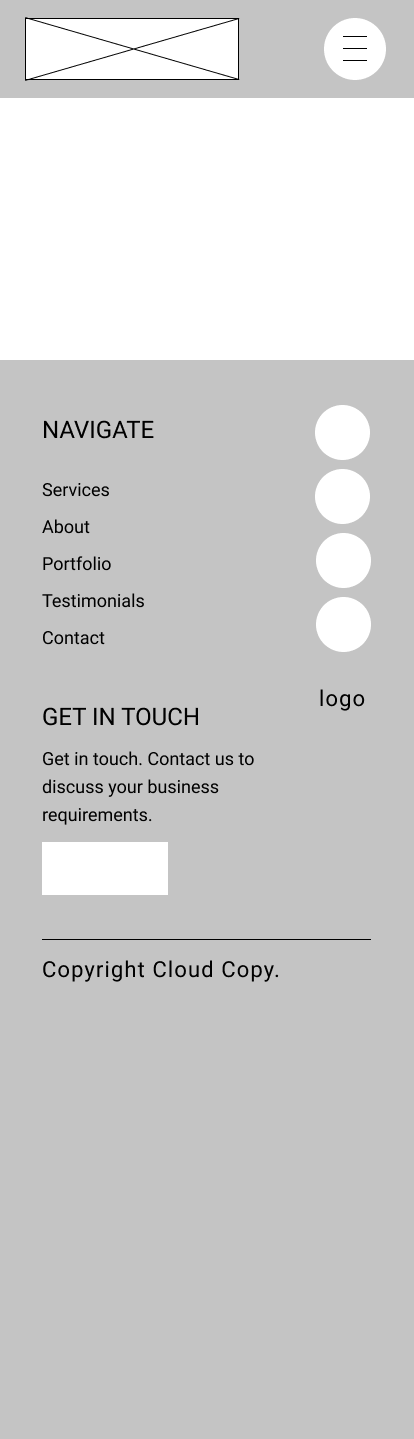 NAVIGATE
Services
About
Portfolio
Testimonials
Contact
logo
GET IN TOUCH
Get in touch. Contact us to
discuss your business
requirements.
Copyright Cloud Copy.